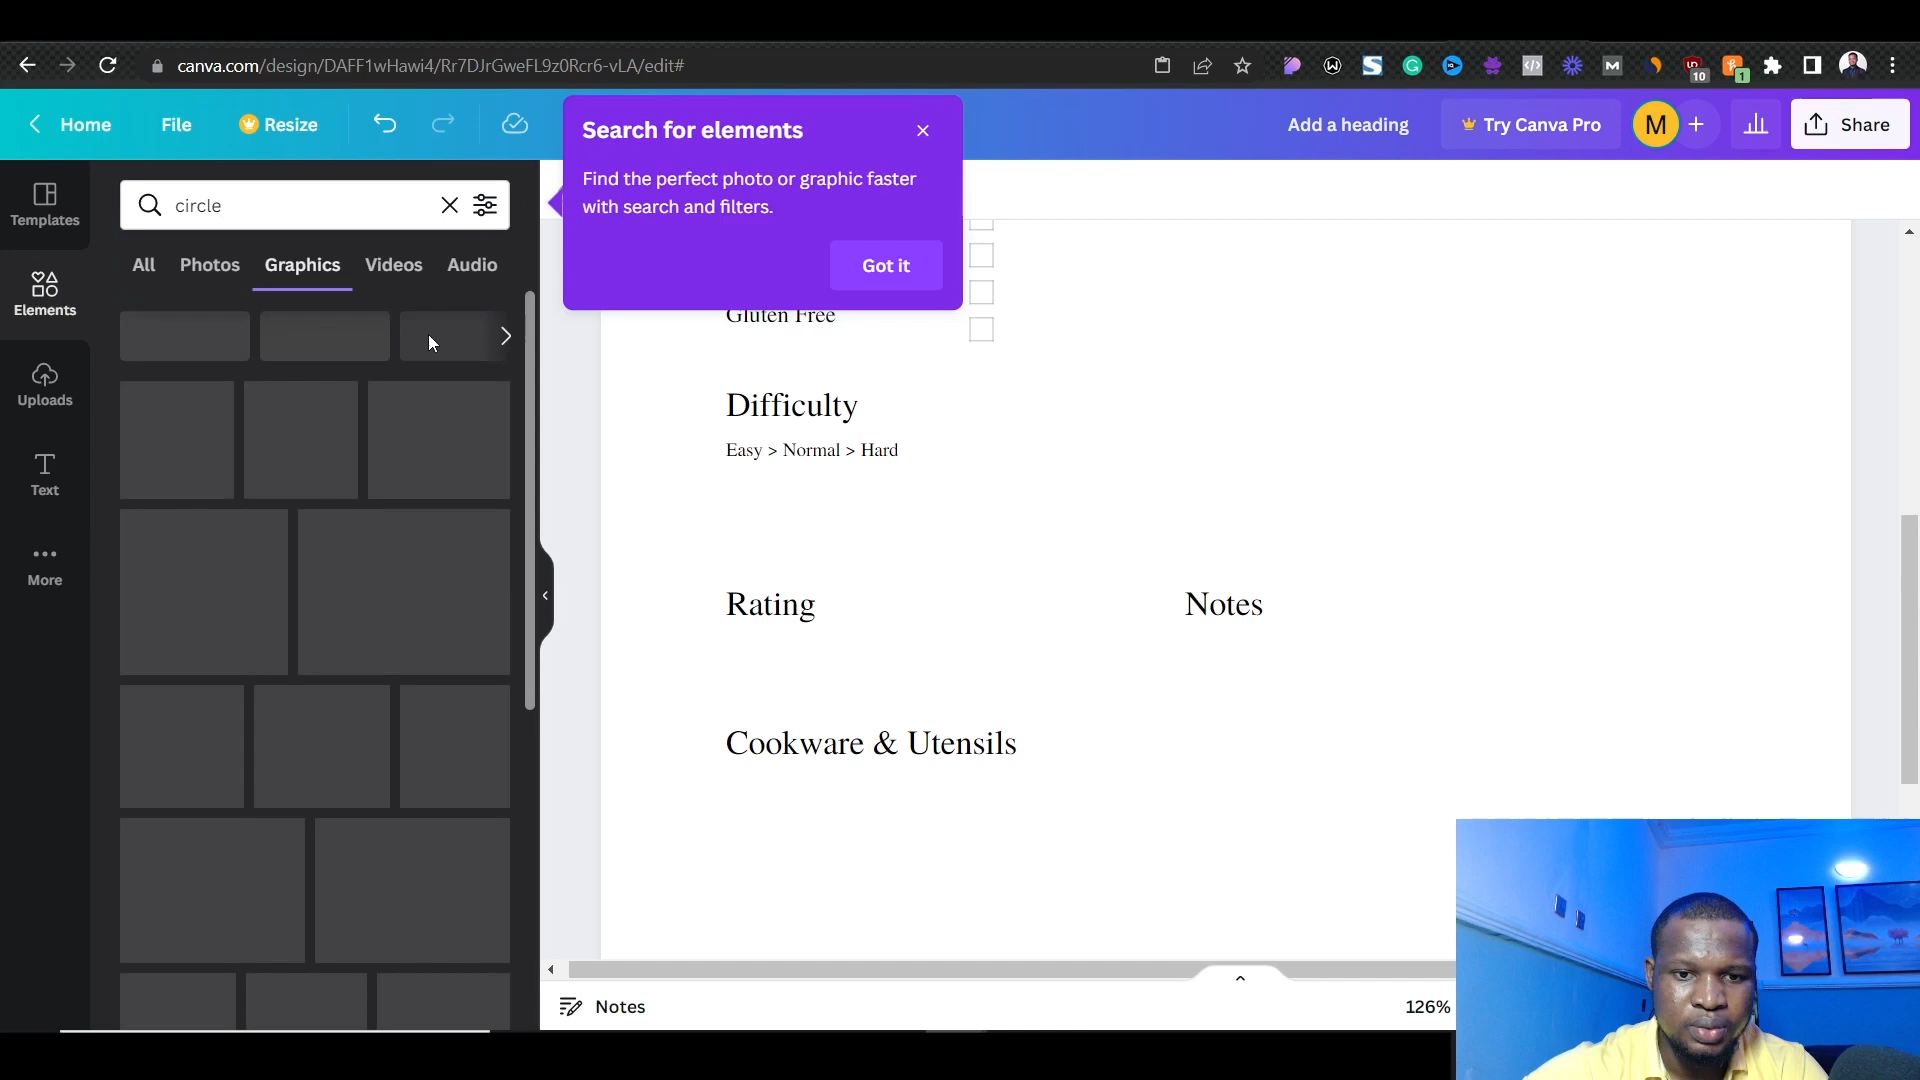 canva.com/design/DAFF1wHawi4/Rr7DJrGweFL9z0Rcr6-vLA/edit#
10
1
Home
File
Resize
Add a heading
Try Canva Pro
M
Share
Search for elements
Find the perfect photo or graphic faster
with search and filters.
Got it
circle
All
Photos
Graphics
Videos
Audio
Templates
Elements
Uploads
Text
More
Gluten Free
Difficulty
Easy > Normal > Hard
Rating
Notes
Cookware & Utensils
Notes
126%